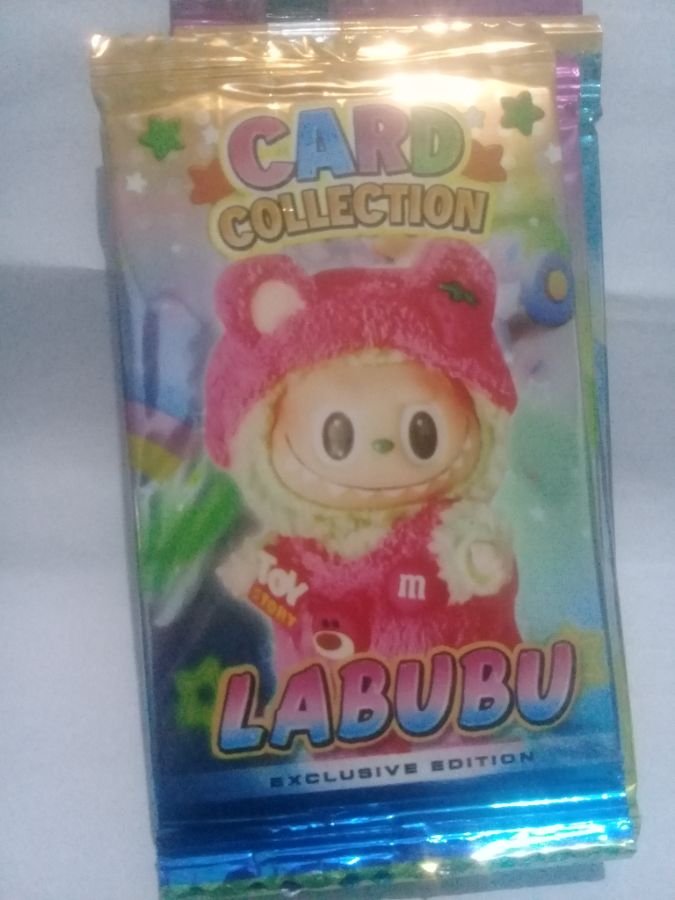 CARD
COLLECTION
TOY
STORY
m
LABUBU
EXCLUSIVE EDITION